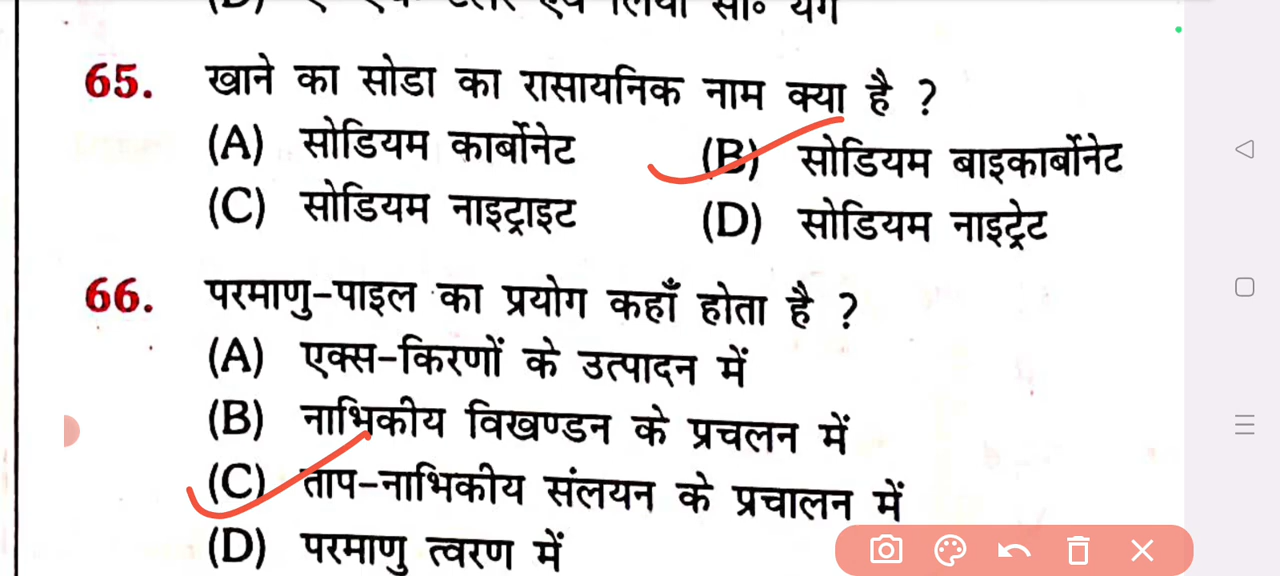 65. खाने का सोडा का रासायनिक नाम क्या है ?
(A) सोडियम कार्बोनेट (B) सोडियम बाइकार्बोनेट
(C) सोडियम नाइट्राइट (D) सोडियम नाइट्रेट
66. परमाणु-पाइल का प्रयोग कहाँ होता है ?
(A) एक्स-किरणों के उत्पादन में
(B) नाभिकीय विखण्डन के प्रचलन में
(C) ताप-नाभिकीय संलयन के प्रचालन में
(D) परमाणु त्वरण में